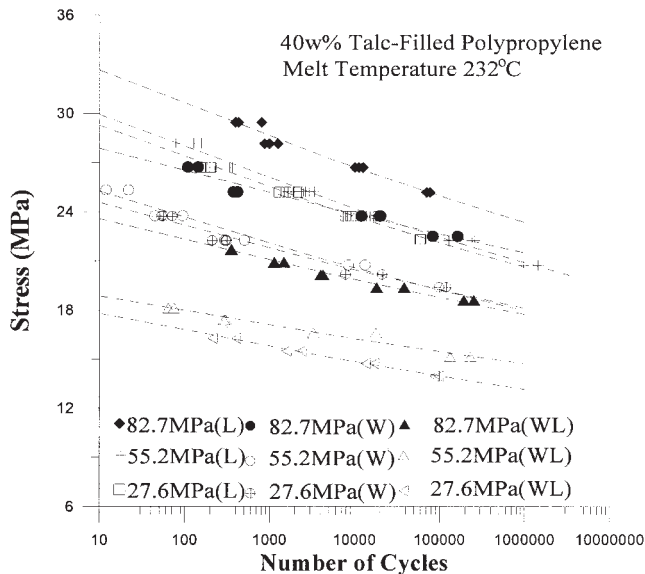 36
40w% Talc-Filled Polypropylene
Melt Temperature 232°C
30
24
18
12
6
Stress (MPa)
82.7MPa(L) 82.7MPa(W) 82.7MPa(WL)
55.2MPa(L) 55.2MPa(W) 55.2MPa(WL)
27.6MPa(L) 27.6MPa(W) 27.6MPa(WL)
10 100 1000 10000 100000 1000000 10000000
Number of Cycles